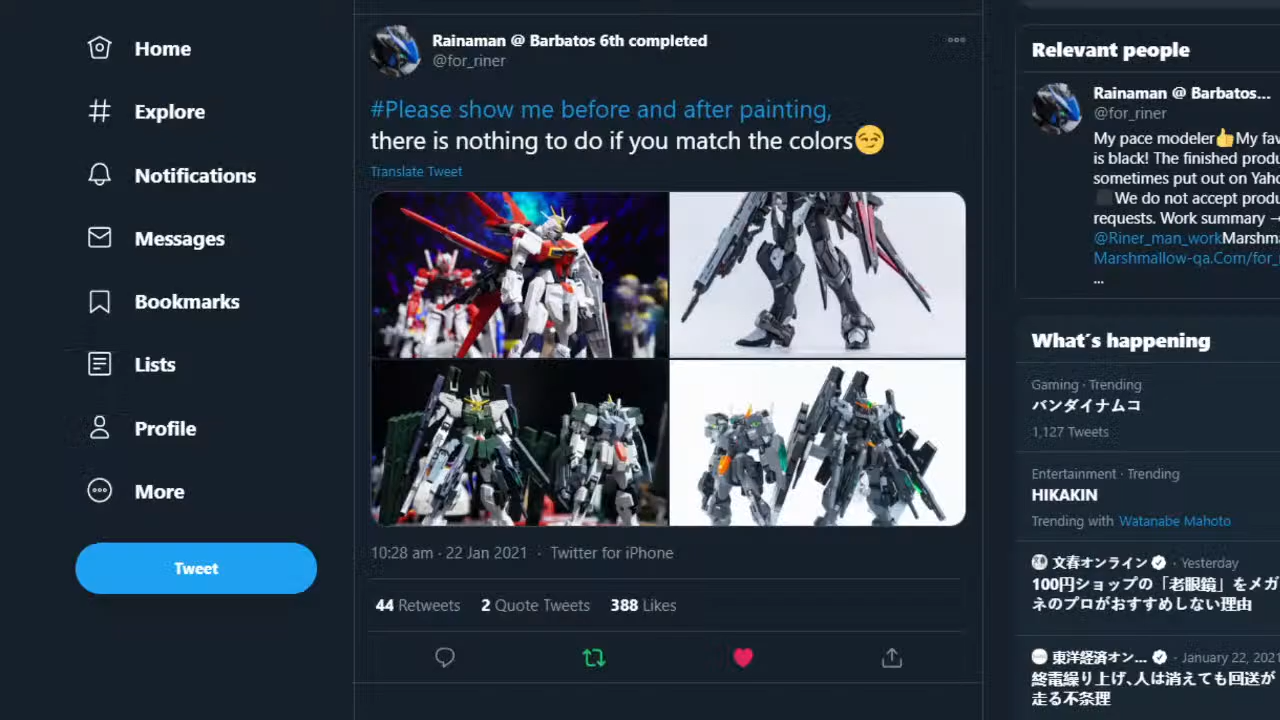 Home
Explore
Notifications
Messages
Bookmarks
Lists
Profile
More
Tweet
Rainaman @ Barbatos 6th completed
@for_riner
#Please show me before and after painting,
there is nothing to do if you match the colors😏
Translate Tweet
10:28 am · 22 Jan 2021 · Twitter for iPhone
44 Retweets 2 Quote Tweets 388 Likes
Relevant people
Rainaman @ Barbatos...
@for_riner
My pace modeler👍My fav
is black! The finished produ
sometimes put out on Yaho
We do not accept produ
requests. Work summary
@Riner_man_workMarshma
Marshmallow-qa.Com/for_
...
What´s happening
Gaming · Trending
バンダイナムコ
1,127 Tweets
Entertainment · Trending
HIKAKIN
Trending with Watanabe Mahoto
文春オンライン · Yesterday
100円ショップの「老眼鏡」をメガ
ネのプロがおすすめしない理由
東洋経済オン... · January 22, 2021
終電繰り上げ､人は消えても回送が
走る不条理